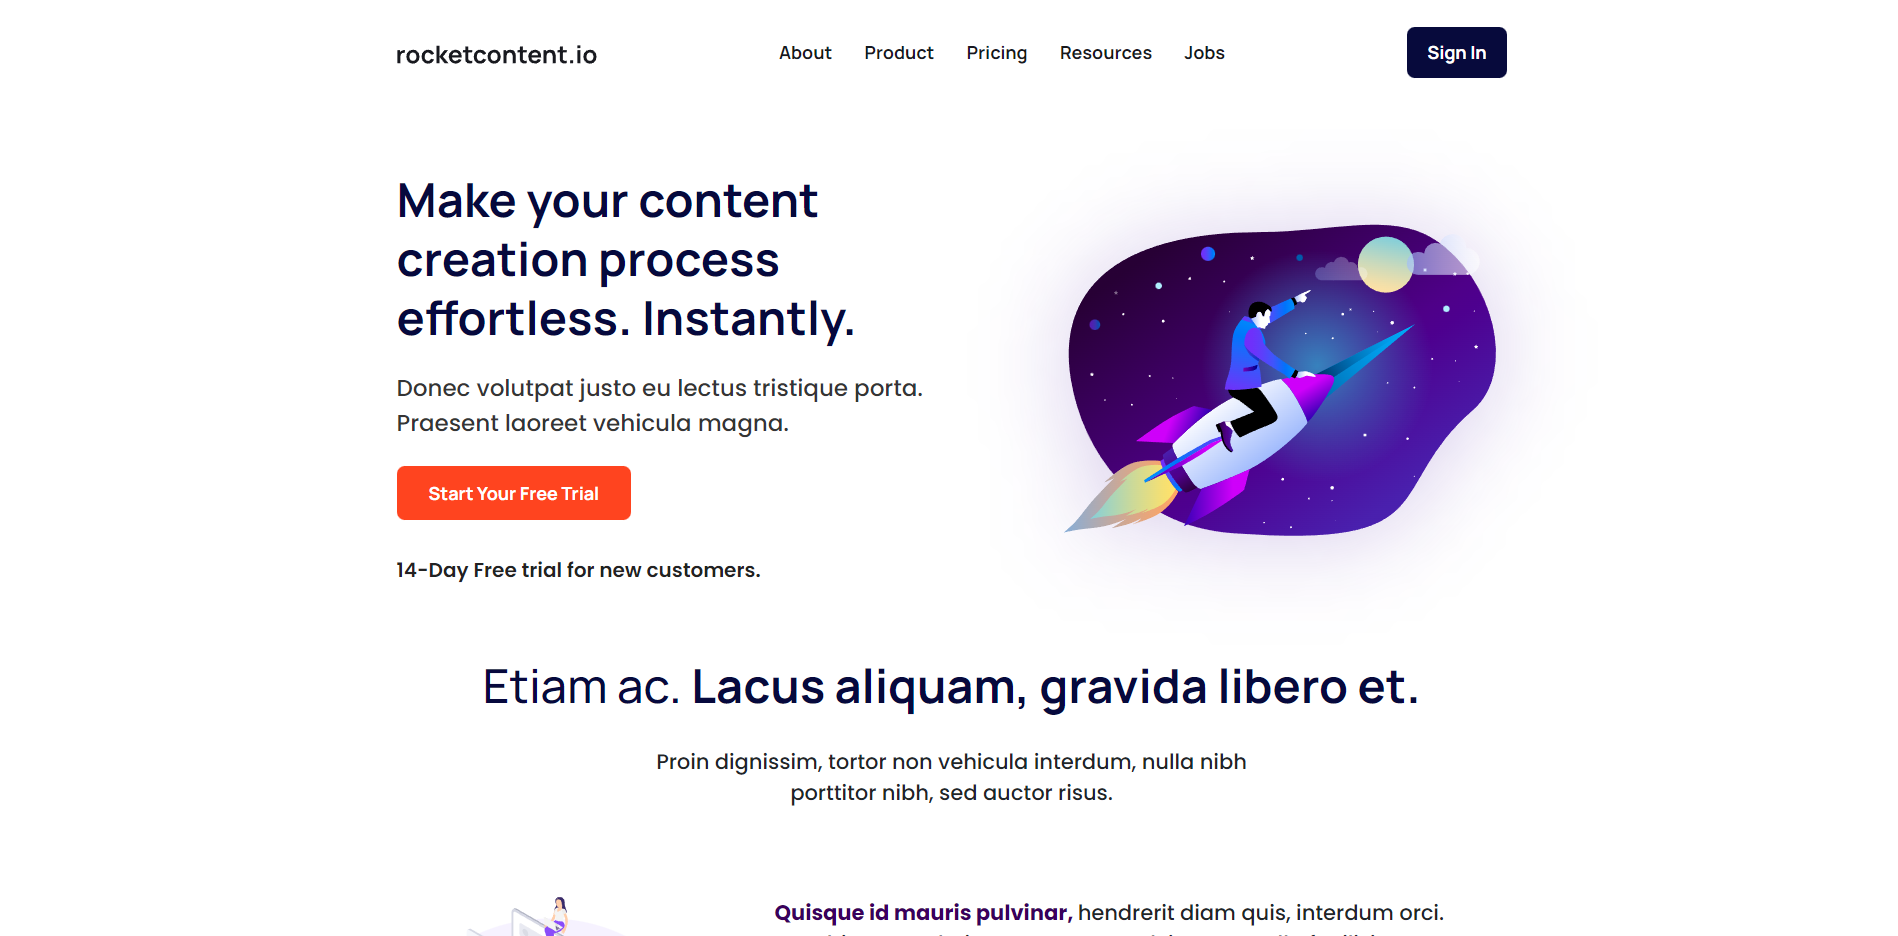 rocketcontent.io
About Product Pricing Resources Jobs
Sign In
Make your content
creation process
effortless. Instantly.
Donec volutpat justo eu lectus tristique porta.
Praesent laoreet vehicula magna.
Start Your Free Trial
14-Day Free trial for new customers.
Etiam ac. Lacus aliquam, gravida libero et.
Proin dignissim, tortor non vehicula interdum, nulla nibh
porttitor nibh, sed auctor risus.
Quisque id mauris pulvinar, hendrerit diam quis, interdum orci.